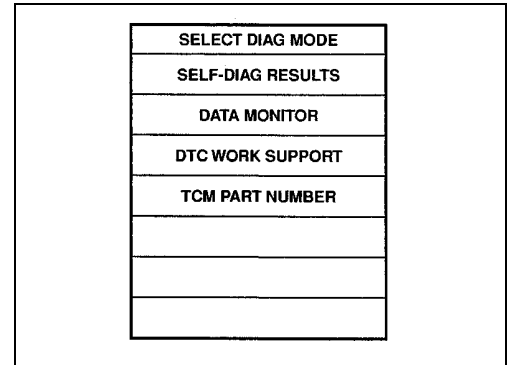 SELECT DIAG MODE
SELF-DIAG RESULTS
DATA MONITOR
DTC WORK SUPPORT
TCM PART NUMBER